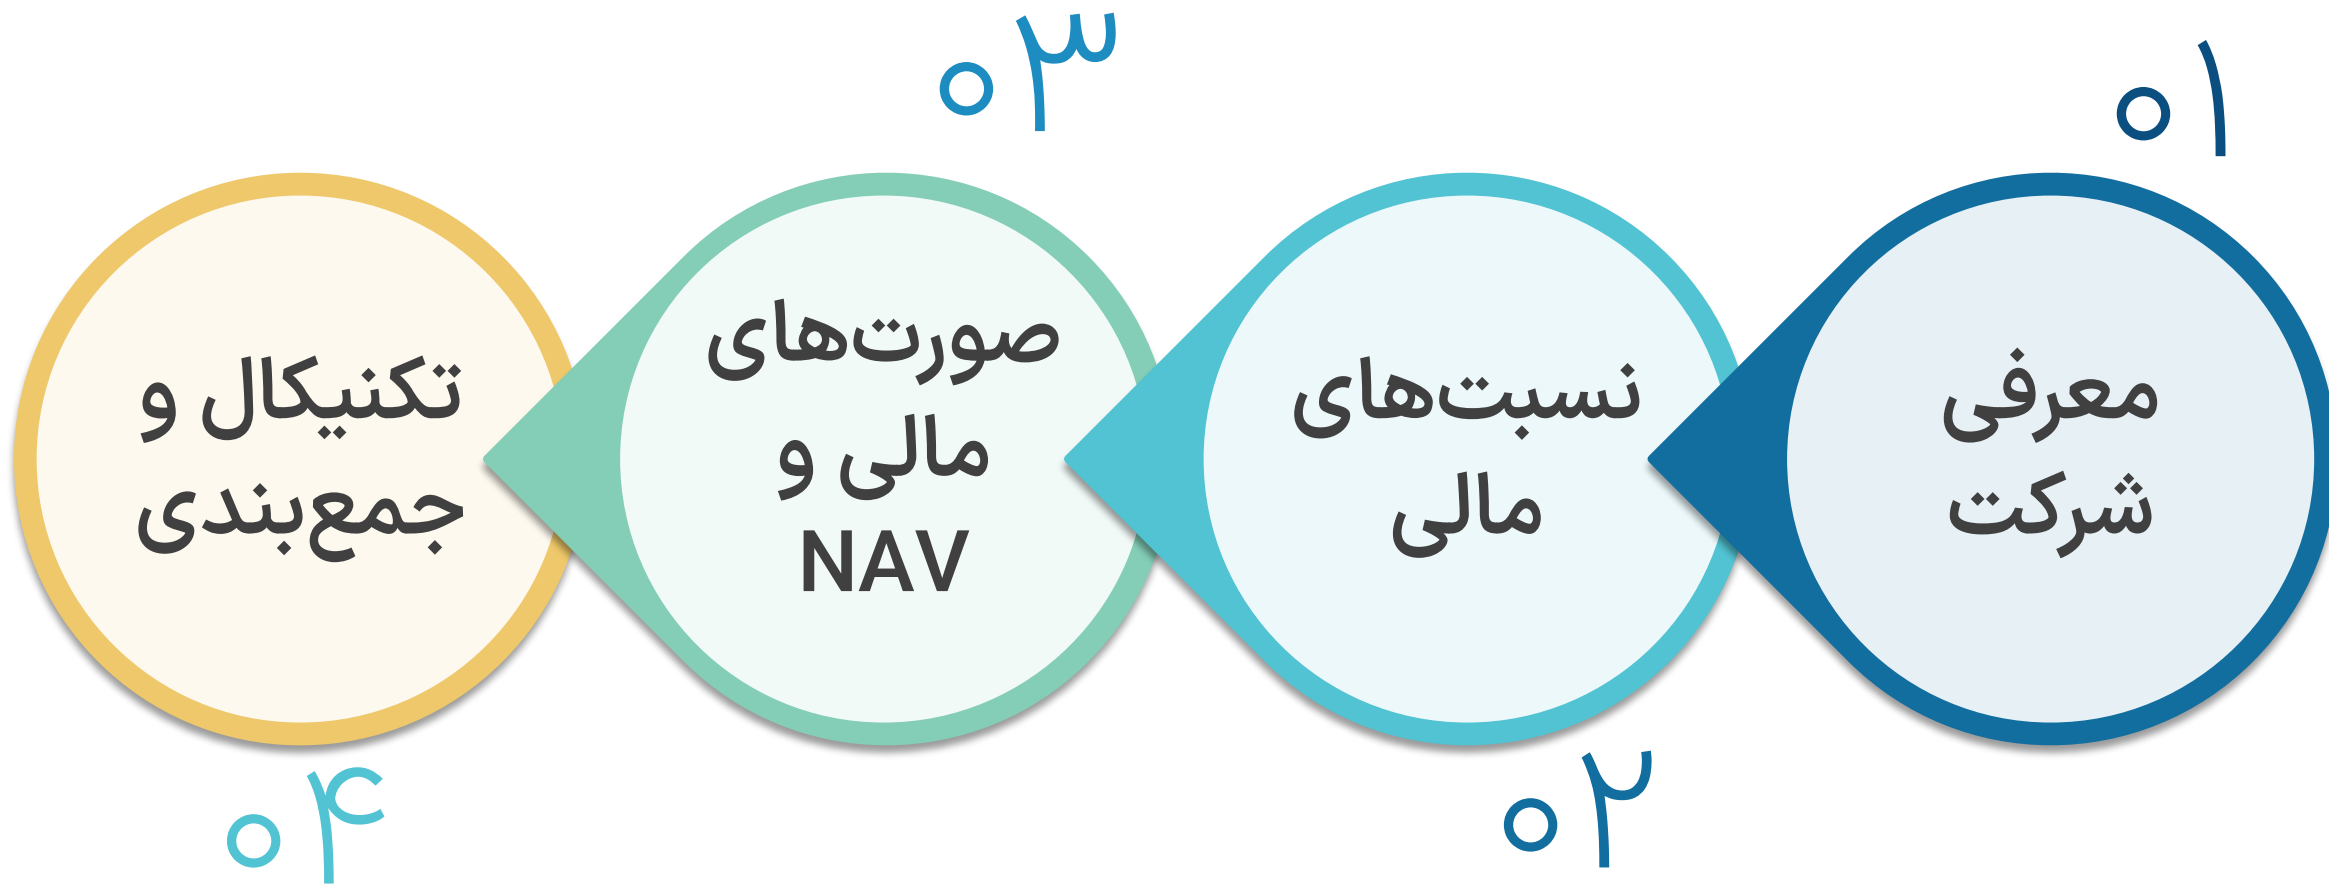 ۰۱
معرفی
شرکت
۰۲
نسبت‌های
مالی
۰۳
صورت‌های
مالی و
NAV
۰۴
تکنیکال و
جمع‌بندی